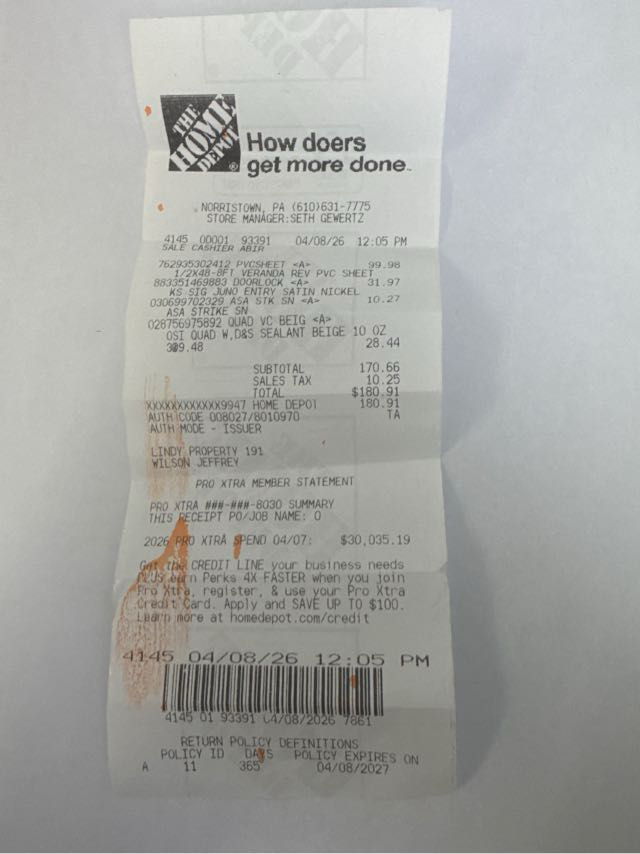 THE
HOME
DEPOT
How doers
get more done.
NORRISTOWN, PA (610)631-7775
STORE MANAGER:SETH GEWERTZ
4145 00001 93391 04/08/26 12:05 PM
SALE CASHIER ABIR
762935302412 PVCSHEET <A> 99.98
1/2X48-8FT VERANDA REV PVC SHEET
883351469883 DOORLOCK <A> 31.97
KS SIG JUNO ENTRY SATIN NICKEL
030699702329 ASA STK SN <A> 10.27
ASA STRIKE SN
028756975892 QUAD VC BEIG <A>
OSI QUAD W,D&S SEALANT BEIGE 10 OZ
3@9.48 28.44
SUBTOTAL 170.66
SALES TAX 10.25
TOTAL $180.91
XXXXXXXXXXXX9947 HOME DEPOT 180.91
AUTH CODE 008027/8010970 TA
AUTH MODE - ISSUER
LINDY PROPERTY 191
WILSON JEFFREY
PRO XTRA MEMBER STATEMENT
PRO XTRA ###-###-8030 SUMMARY
THIS RECEIPT PO/JOB NAME: 0
2026 PRO XTRA SPEND 04/07: $30,035.19
Get the CREDIT LINE your business needs
PLUS earn Perks 4X FASTER when you join
Pro Xtra, register, & use your Pro Xtra
Credit Card. Apply and SAVE UP TO $100.
Learn more at homedepot.com/credit
4145 04/08/26 12:05 PM
4145 01 93391 04/08/2026 7861
RETURN POLICY DEFINITIONS
POLICY ID DAYS POLICY EXPIRES ON
A 11 365 04/08/2027